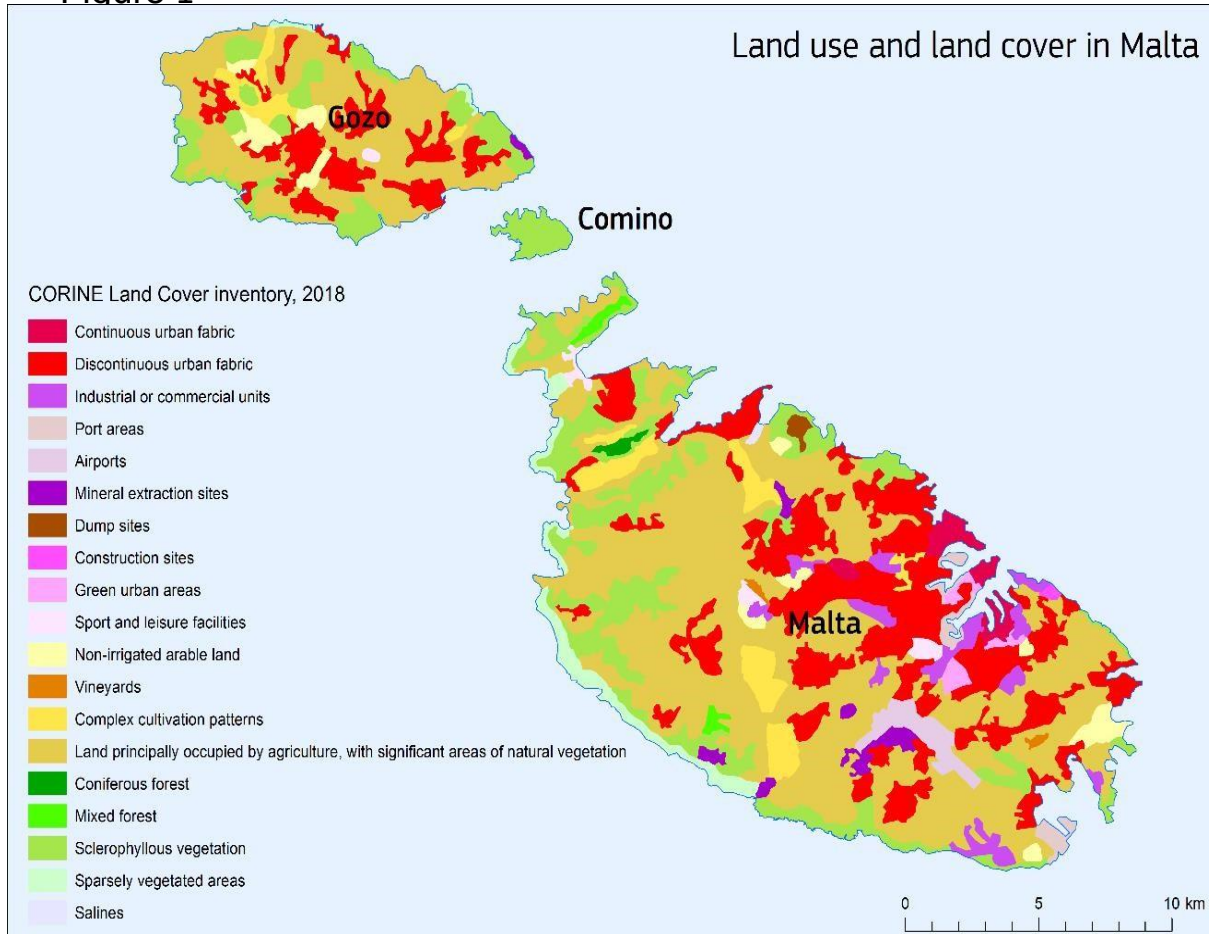 Figure 1
Land use and land cover in Malta
Gozo
Comino
CORINE Land Cover inventory, 2018
Continuous urban fabric
Discontinuous urban fabric
Industrial or commercial units
Port areas
Airports
Mineral extraction sites
Dump sites
Construction sites
Green urban areas
Sport and leisure facilities
Non-irrigated arable land
Vineyards
Complex cultivation patterns
Land principally occupied by agriculture, with significant areas of natural vegetation
Coniferous forest
Mixed forest
Sclerophyllous vegetation
Sparsely vegetated areas
Salines
Malta
0 5 10 km